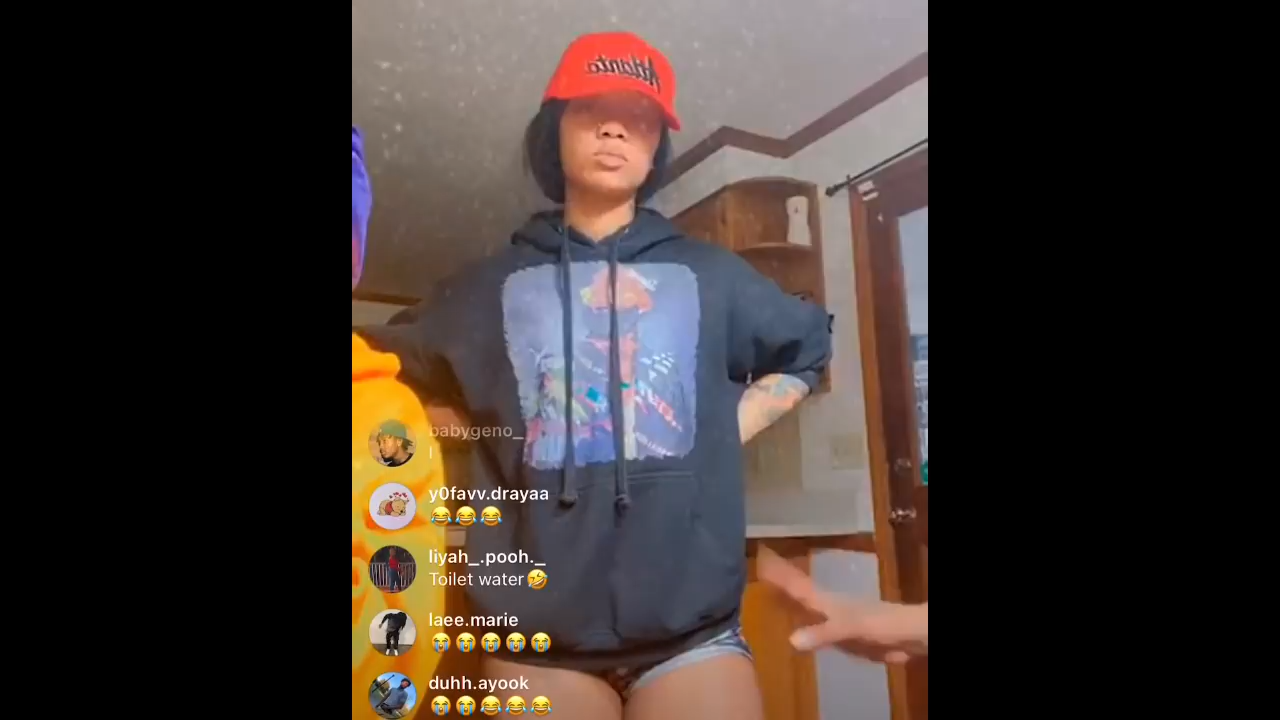 Atlanta
babygeno_
I
y0favv.drayaa
😂😂😂
liyah_.pooh._
Toilet water🤣
laee.marie
😭😭😭😭😭
duhh.ayook
😭😭😂😂😂